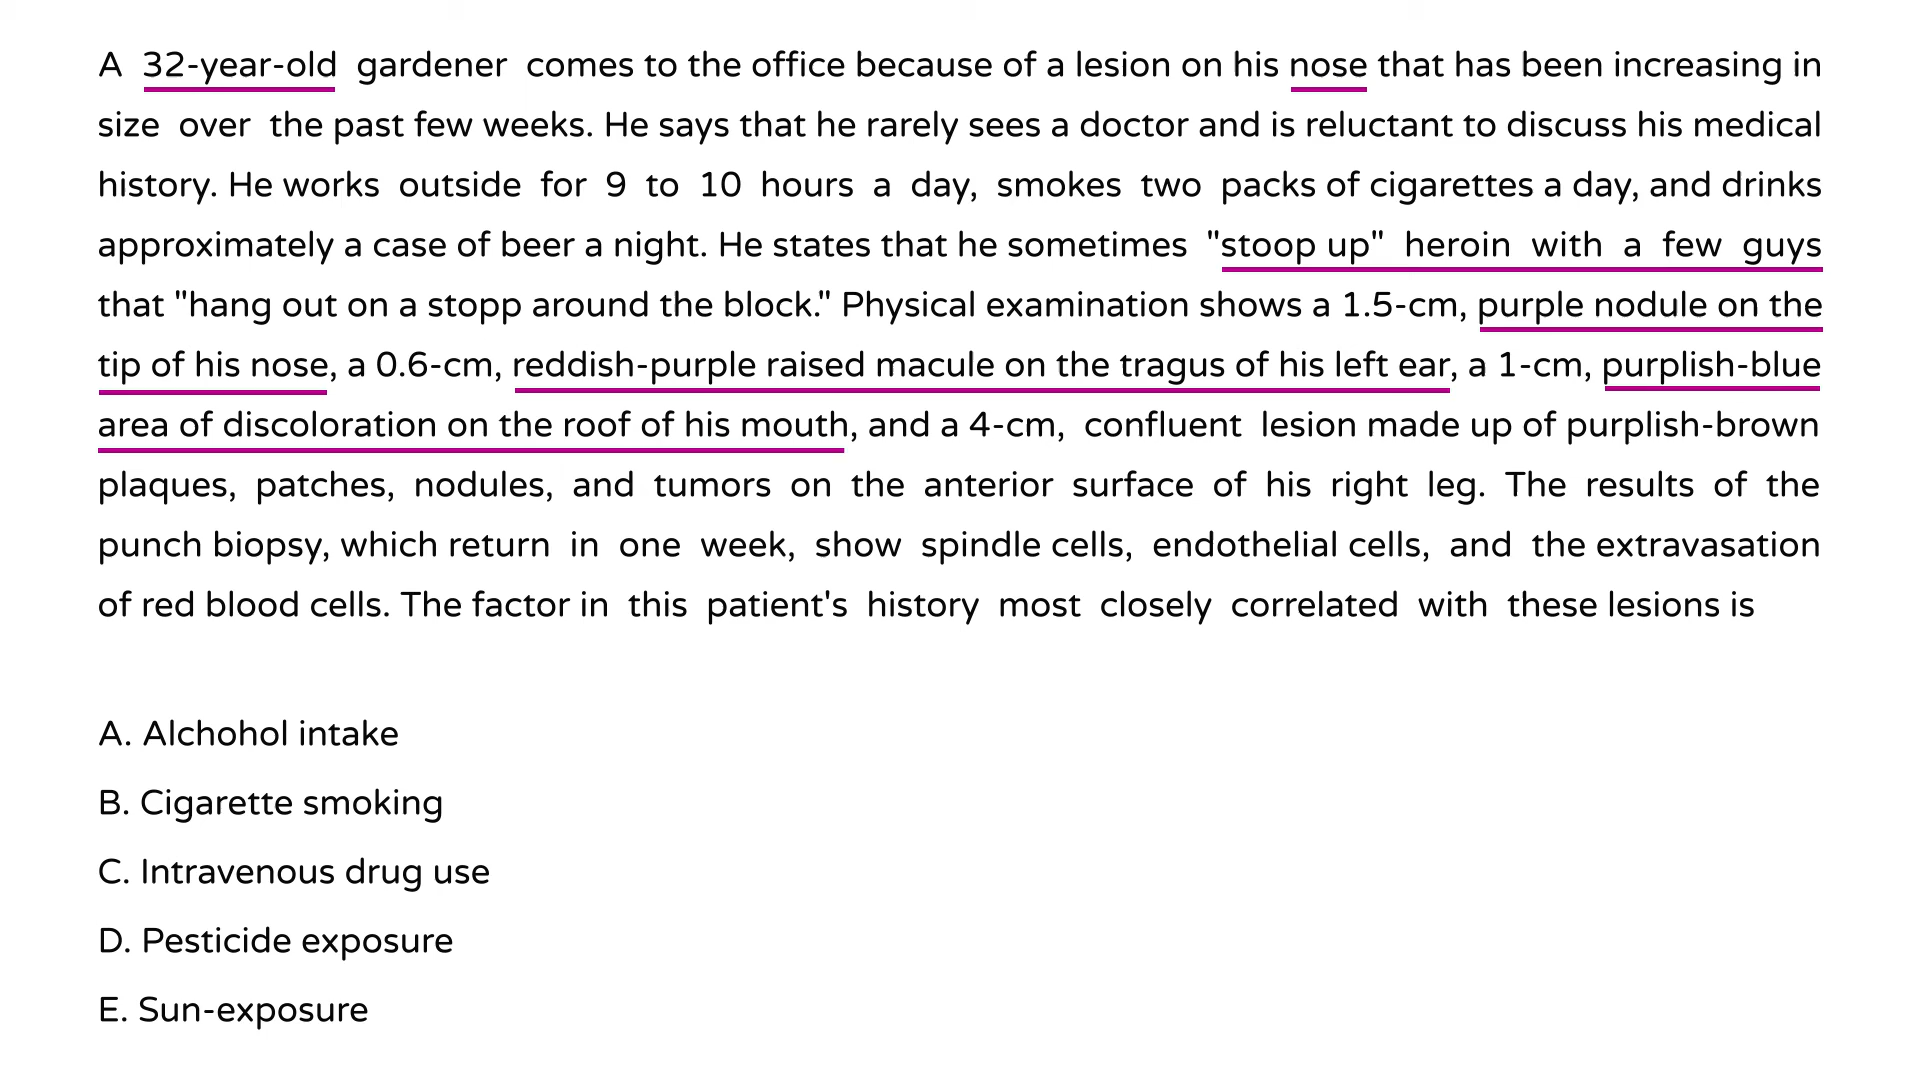 A 32-year-old gardener comes to the office because of a lesion on his nose that has been increasing in
size over the past few weeks. He says that he rarely sees a doctor and is reluctant to discuss his medical
history. He works outside for 9 to 10 hours a day, smokes two packs of cigarettes a day, and drinks
approximately a case of beer a night. He states that he sometimes "stoop up" heroin with a few guys
that "hang out on a stopp around the block." Physical examination shows a 1.5-cm, purple nodule on the
tip of his nose, a 0.6-cm, reddish-purple raised macule on the tragus of his left ear, a 1-cm, purplish-blue
area of discoloration on the roof of his mouth, and a 4-cm, confluent lesion made up of purplish-brown
plaques, patches, nodules, and tumors on the anterior surface of his right leg. The results of the
punch biopsy, which return in one week, show spindle cells, endothelial cells, and the extravasation
of red blood cells. The factor in this patient's history most closely correlated with these lesions is
A. Alchohol intake
B. Cigarette smoking
C. Intravenous drug use
D. Pesticide exposure
E. Sun-exposure